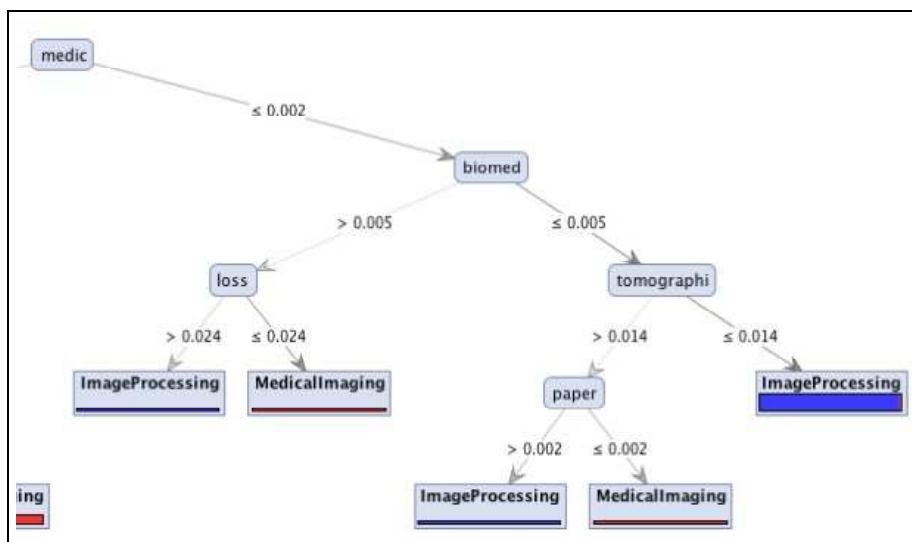 medic
≤ 0.002
biomed
> 0.005
≤ 0.005
loss
tomographi
> 0.024
≤ 0.024
> 0.014
≤ 0.014
ImageProcessing
MedicalImaging
paper
ImageProcessing
> 0.002
≤ 0.002
ing
ImageProcessing
MedicalImaging